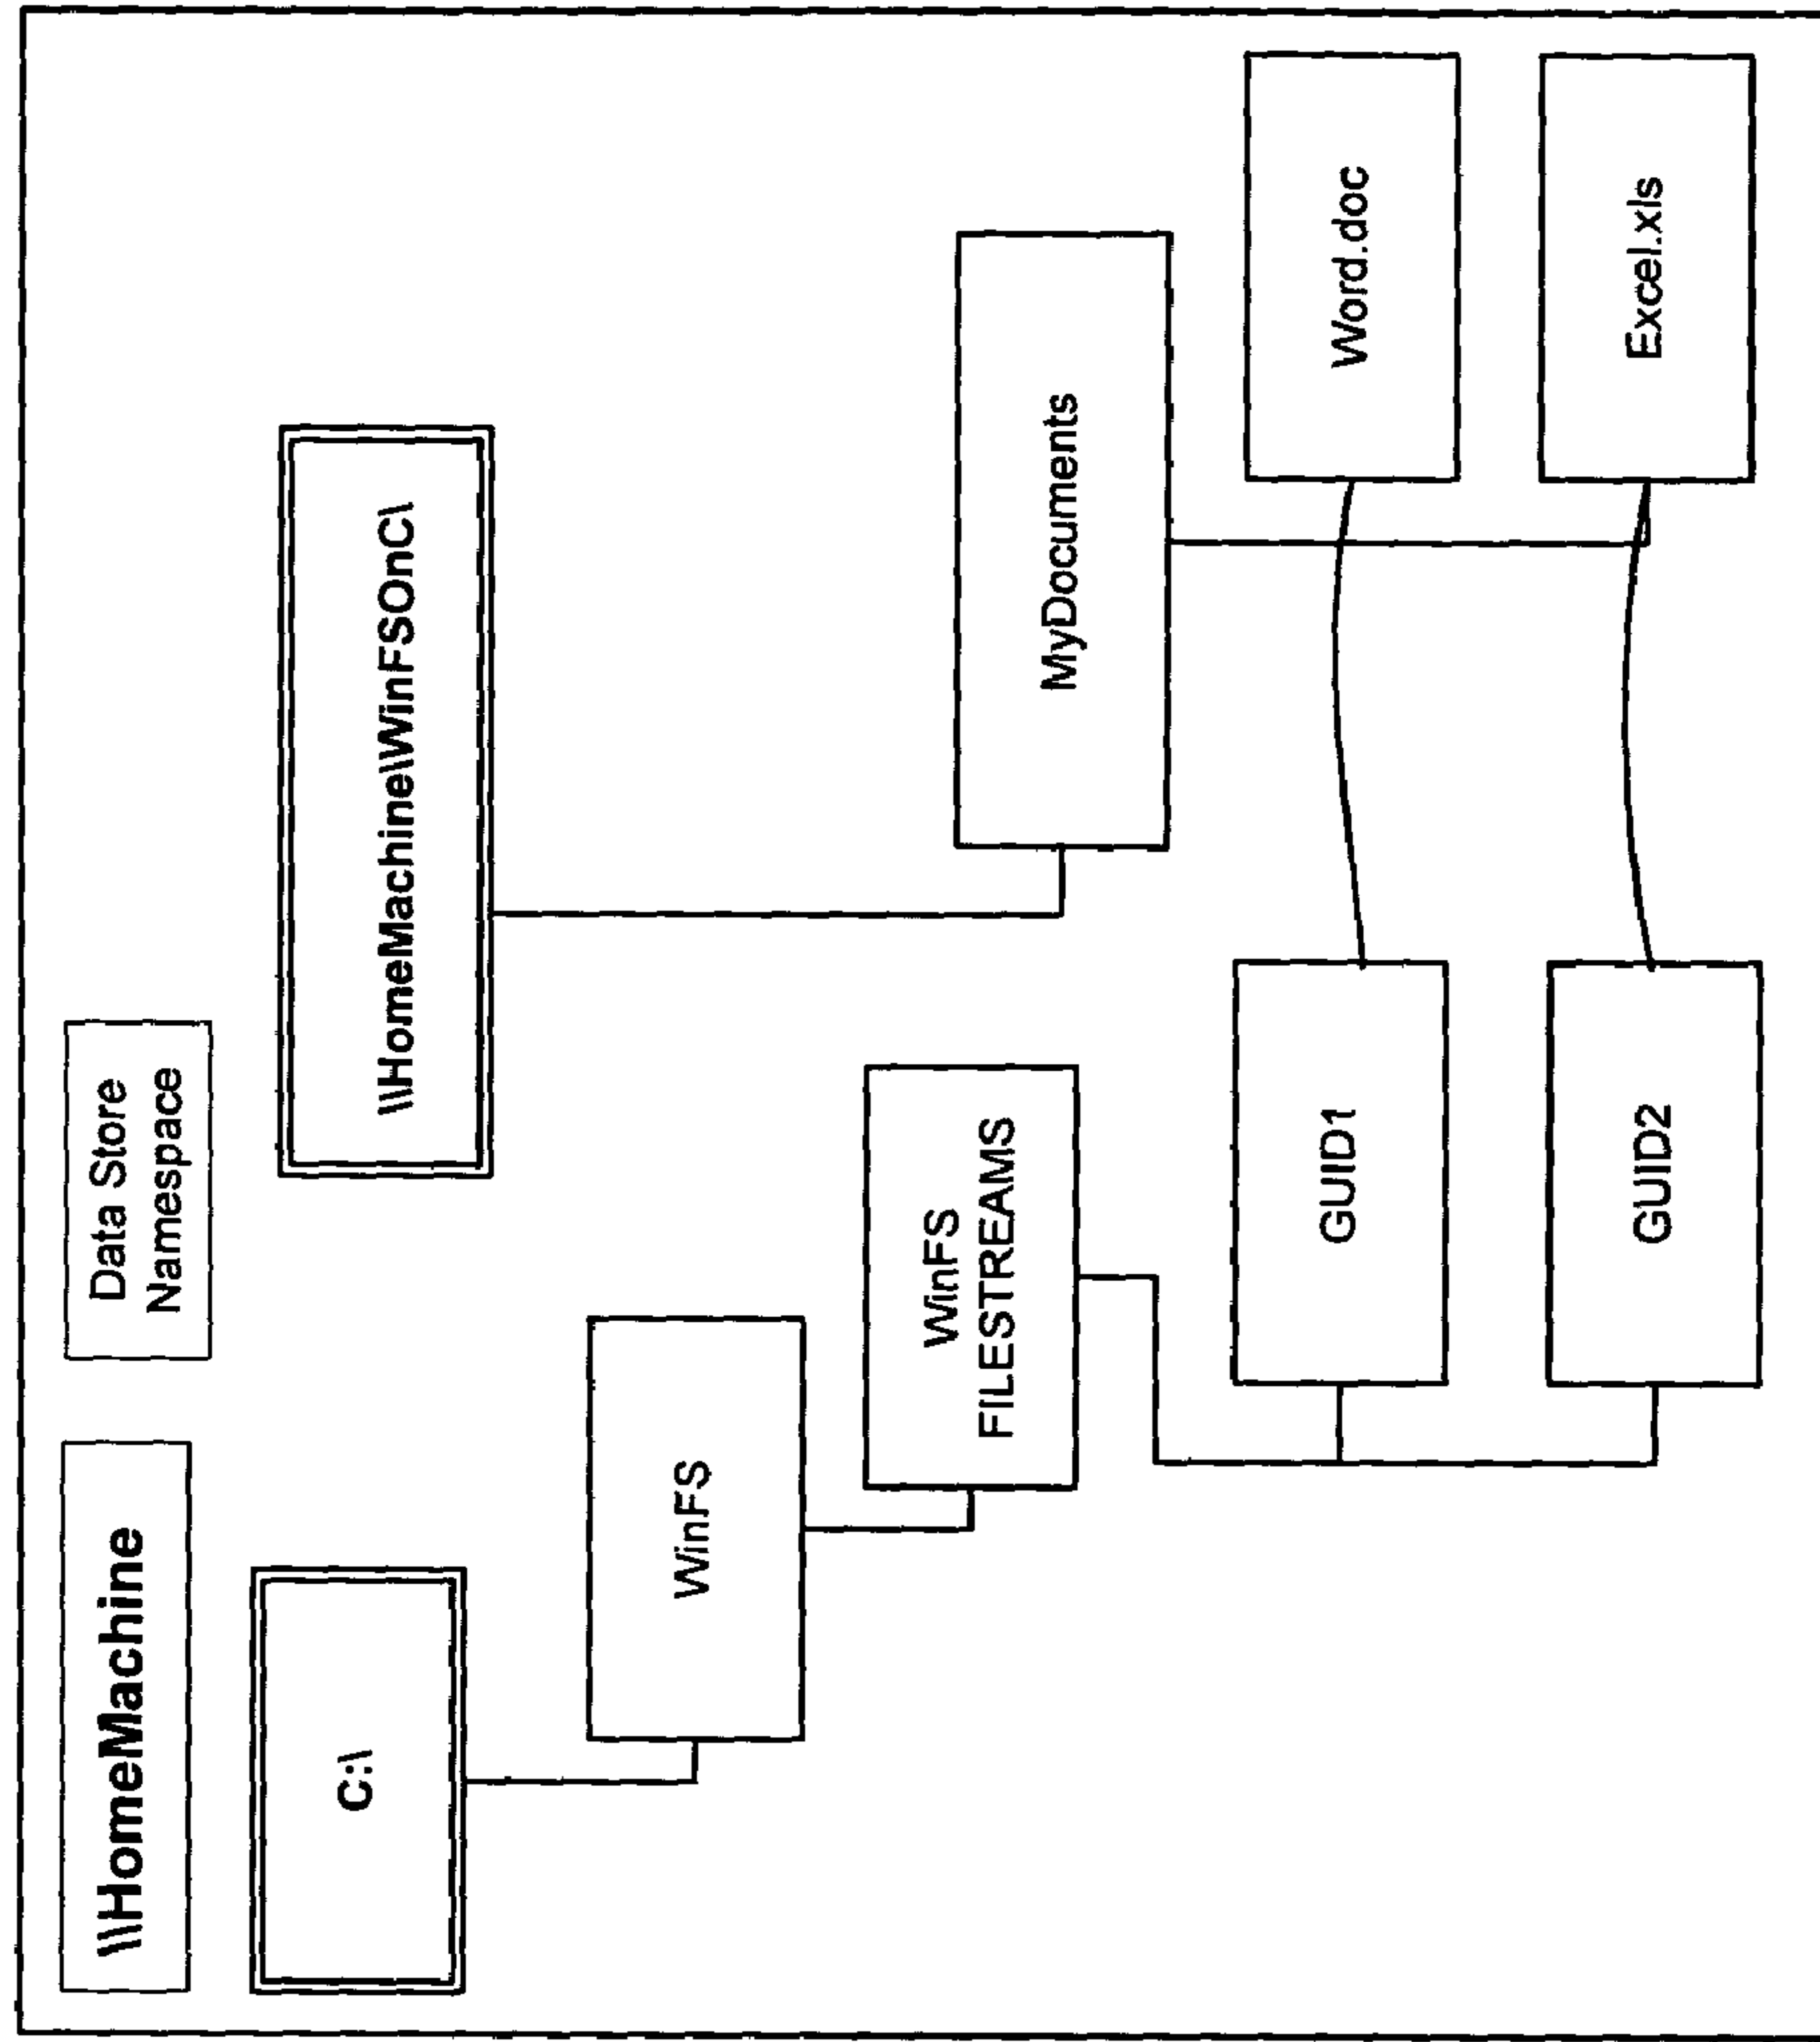 \\HomeMachine
Data Store
Namespace
C:\
\\HomeMachine\WinFSOnC\
WinFS
WinFS
FILESTREAMS
MyDocuments
GUID1
Word.doc
GUID2
Excel.xls